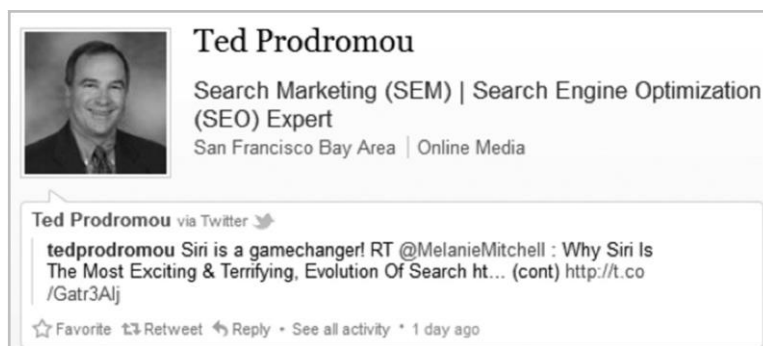 Ted Prodromou
Search Marketing (SEM) | Search Engine Optimization
(SEO) Expert
San Francisco Bay Area | Online Media
Ted Prodromou via Twitter
tedprodromou Siri is a gamechanger! RT @MelanieMitchell : Why Siri Is
The Most Exciting & Terrifying, Evolution Of Search ht... (cont) http://t.co
/Gatr3Alj
Favorite Retweet Reply • See all activity • 1 day ago